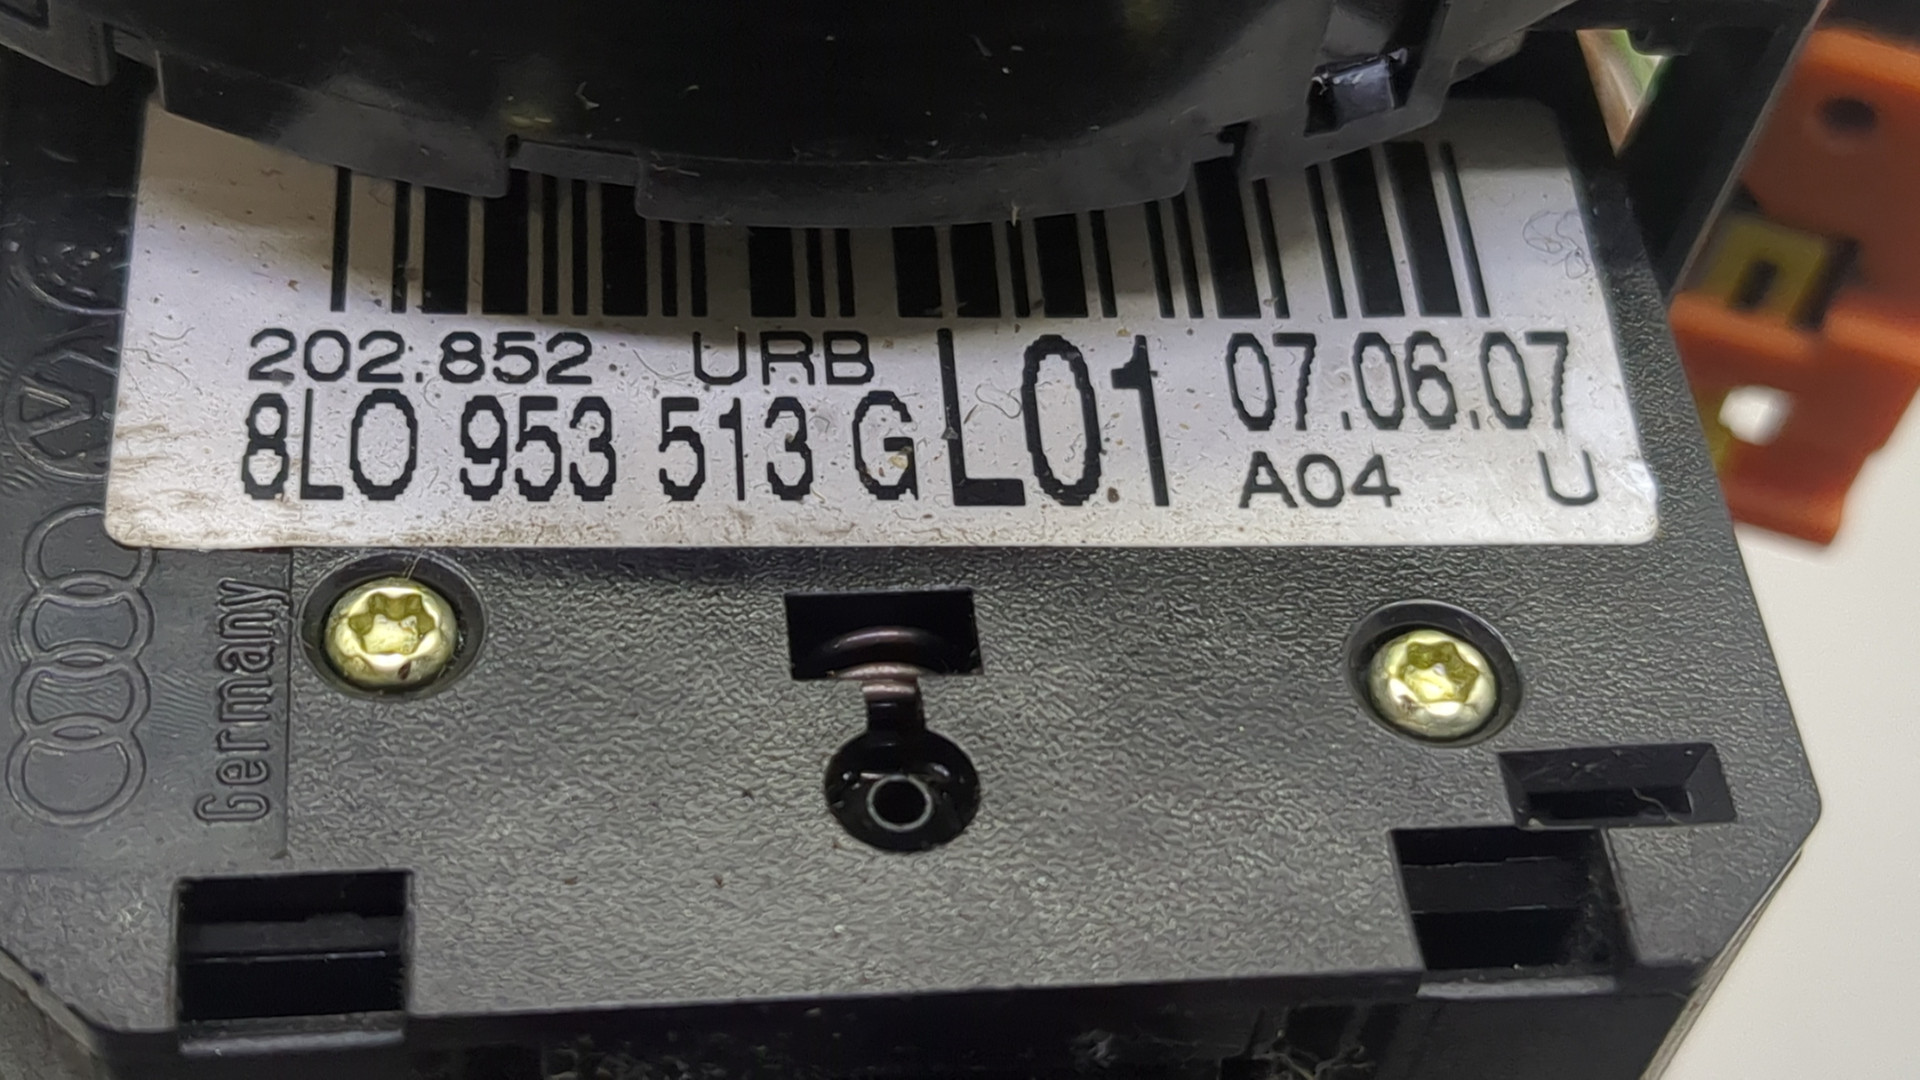 202.852 URB
8L0 953 513 G L01 07.06.07
A04 U
Germany